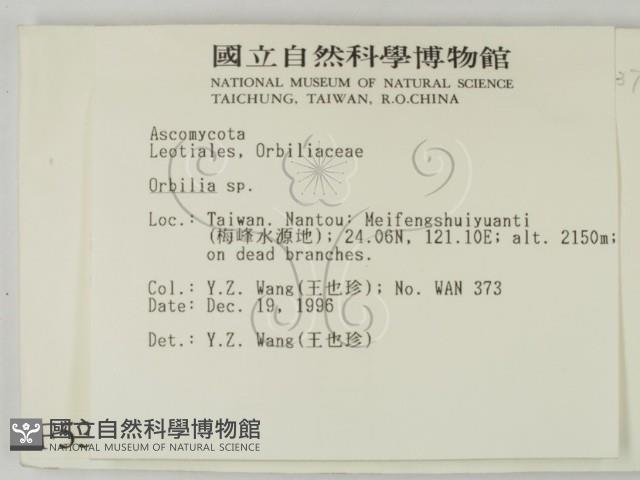 國立自然科學博物館
NATIONAL MUSEUM OF NATURAL SCIENCE
TAICHUNG, TAIWAN, R.O.CHINA
Ascomycota
Leotiales, Orbiliaceae
Orbilia sp.
Loc.: Taiwan. Nantou: Meifengshuiyuanti
(梅峰水源地); 24.06N, 121.10E; alt. 2150m;
on dead branches.
Col.: Y.Z. Wang(王也珍); No. WAN 373
Date: Dec. 19, 1996
Det.: Y.Z. Wang(王也珍)
國立自然科學博物館
NATIONAL MUSEUM OF NATURAL SCIENCE